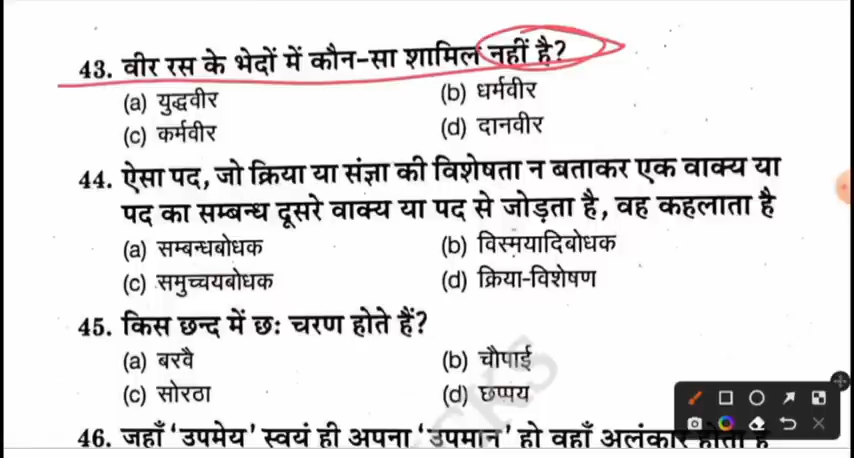 43. वीर रस के भेदों में कौन-सा शामिल नहीं है?
(a) युद्धवीर (b) धर्मवीर
(c) कर्मवीर (d) दानवीर
44. ऐसा पद, जो क्रिया या संज्ञा की विशेषता न बताकर एक वाक्य या
पद का सम्बन्ध दूसरे वाक्य या पद से जोड़ता है, वह कहलाता है
(a) सम्बन्धबोधक (b) विस्मयादिबोधक
(c) समुच्चयबोधक (d) क्रिया-विशेषण
45. किस छन्द में छः चरण होते हैं?
(a) बरवै (b) चौपाई
(c) सोरठा (d) छप्पय
46. जहाँ 'उपमेय' स्वयं ही अपना 'उपमान' हो वहाँ अलंकार होता है